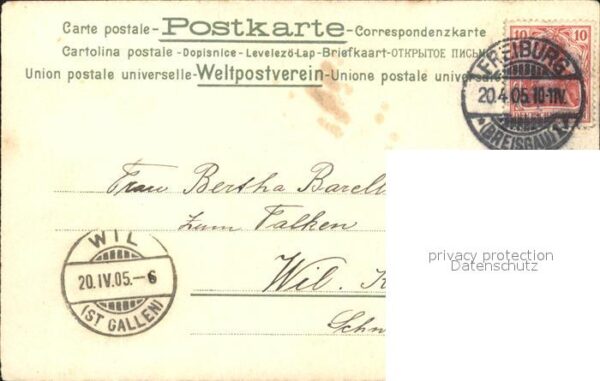 Carte postale - Postkarte - Correspondenzkarte
Cartolina postale - Dopisnice - Levelező-Lap - Briefkaart - ОТКРЫТОЕ ПИСЬМО
Union postale universelle - Weltpostverein - Unione postale universale
10 10
FREIBURG
20.4.05.10-11V.
(BREISGAU)
Frau Bertha Barell
zum Falken
Wil. K
Schw
WIL
20.IV.05.-6
(ST GALLEN)
privacy protection
Datenschutz